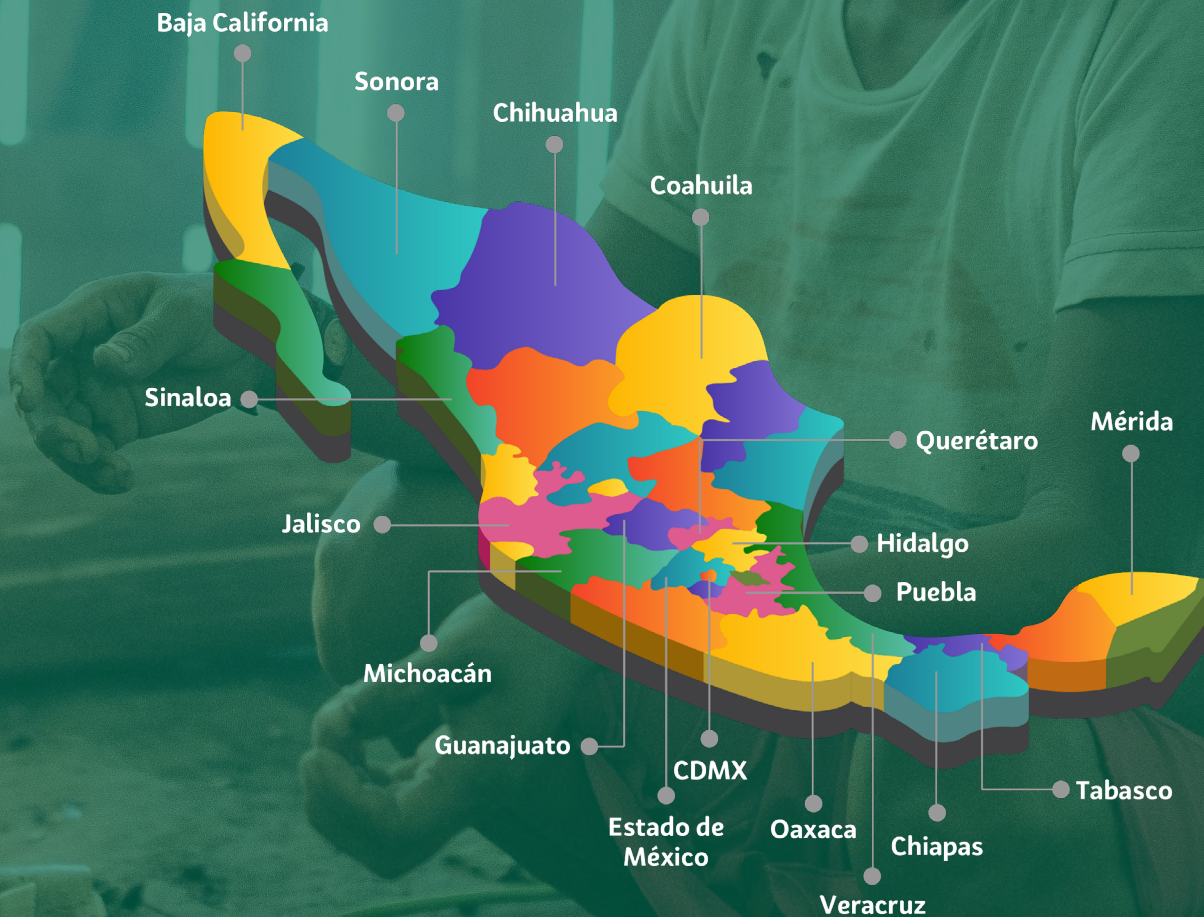 Baja California
Sonora
Chihuahua
Coahuila
Sinaloa
Mérida
Querétaro
Jalisco
Hidalgo
Puebla
Michoacán
Guanajuato
CDMX
Tabasco
Estado de
México
Oaxaca
Chiapas
Veracruz